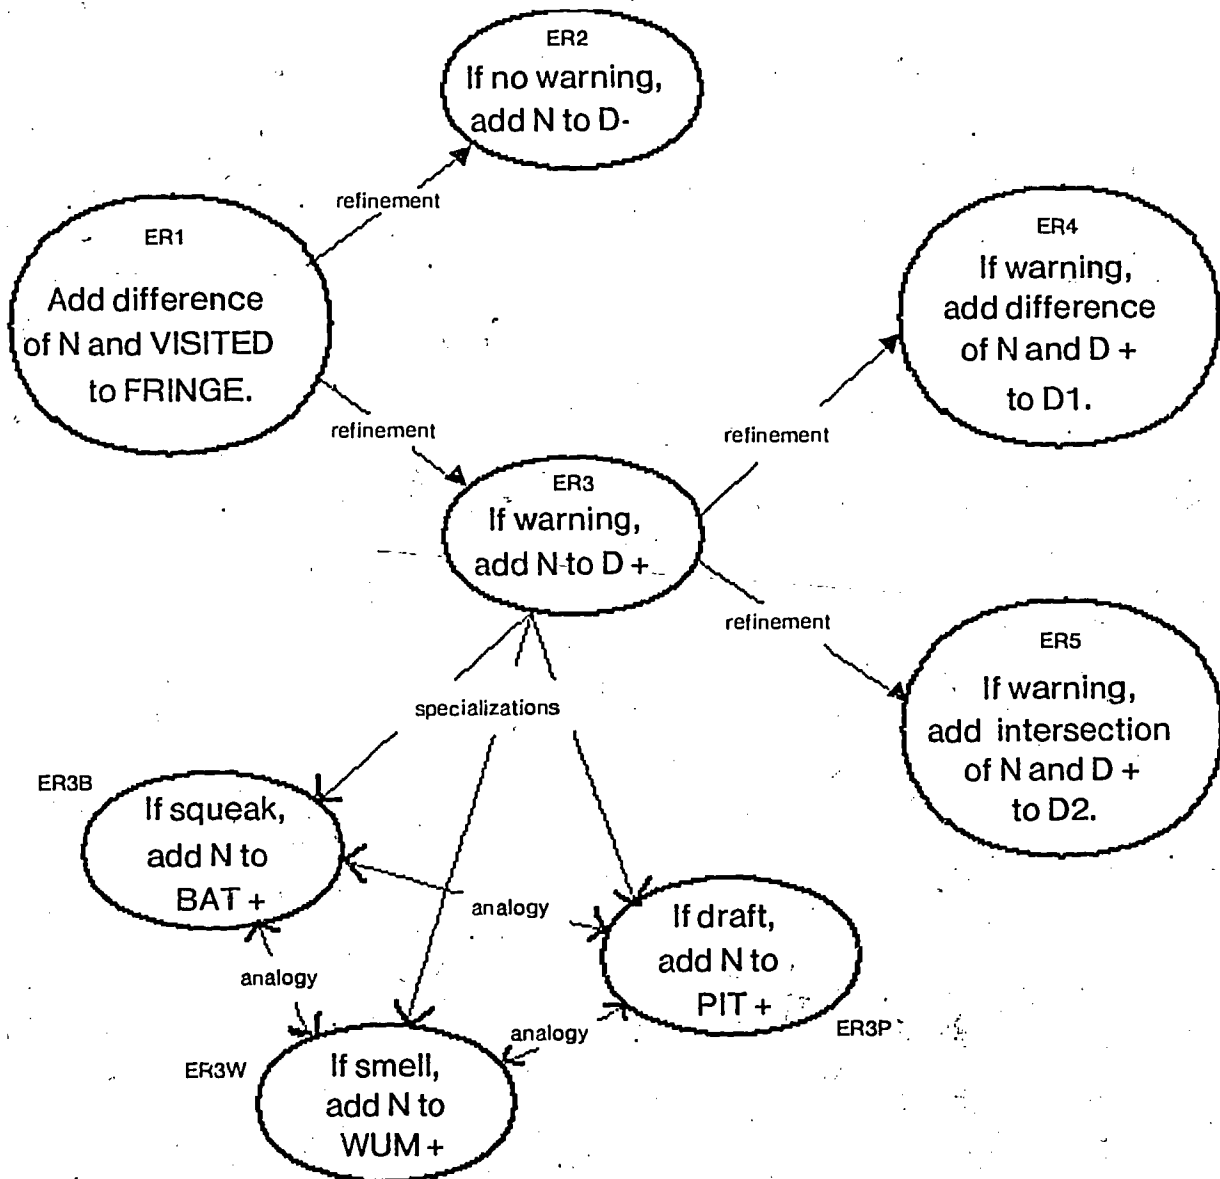 ER2
If no warning,
add N to D-
refinement
ER1
Add difference
of N and VISITED
to FRINGE.
refinement
ER4
If warning,
add difference
of N and D +
to D1.
refinement
ER3
If warning,
add N to D +
refinement
ER5
If warning,
add intersection
of N and D +
to D2.
specializations
ER3B
If squeak,
add N to
BAT +
analogy
If draft,
add N to
PIT +
ER3P
analogy
analogy
ER3W
If smell,
add N to
WUM +